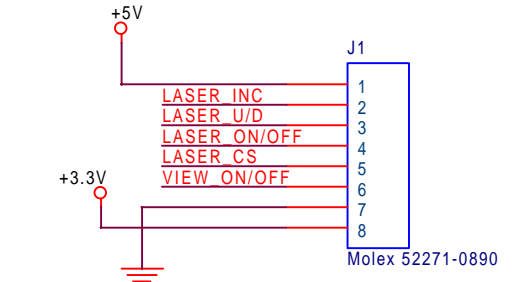 +5V
J1
1
LASER_INC
2
LASER_U/D
3
LASER_ON/OFF
4
LASER_CS
5
+3.3V
VIEW_ON/OFF
6
7
8
Molex 52271-0890